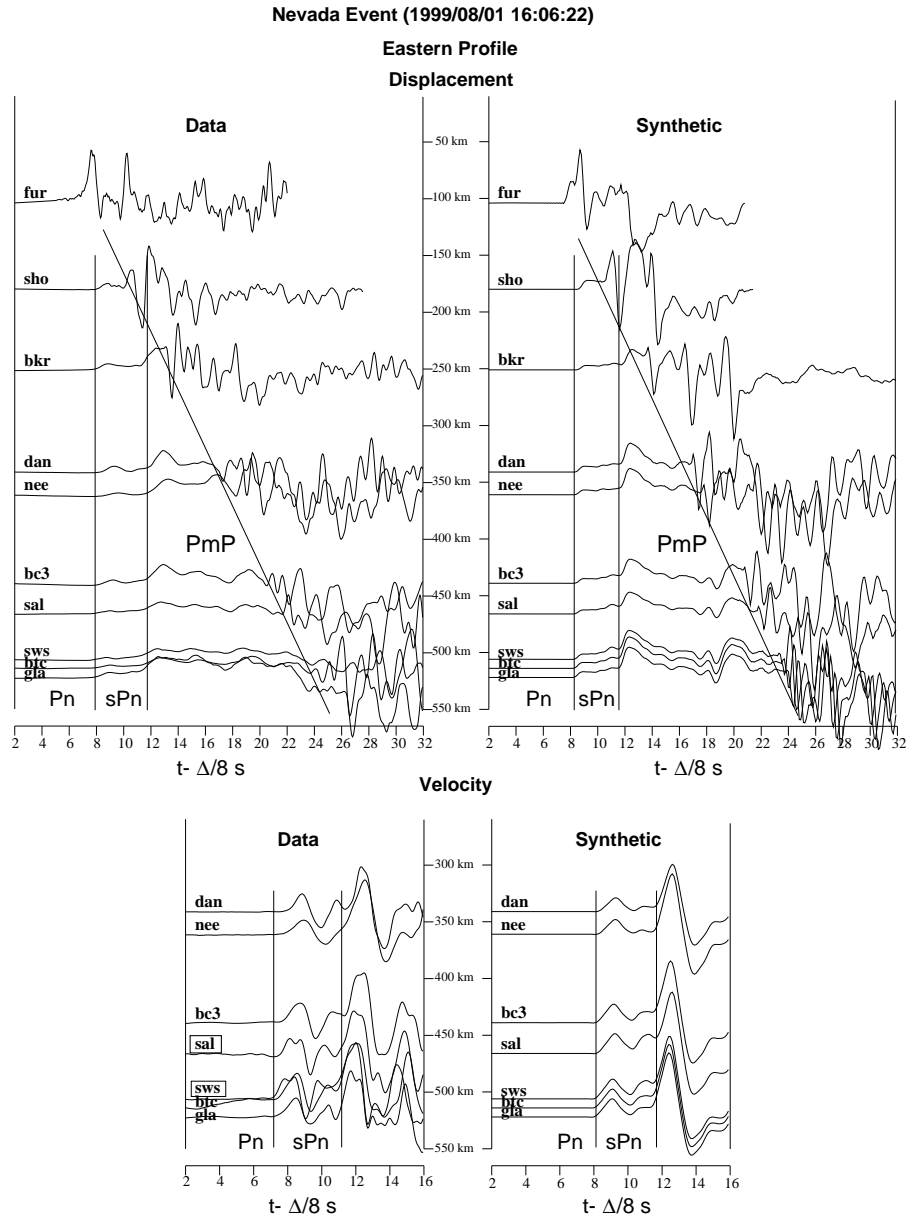 Nevada Event (1999/08/01 16:06:22)
Eastern Profile
Displacement
Data
Synthetic
50 km
100 km
150 km
200 km
250 km
300 km
350 km
400 km
450 km
500 km
550 km
fur
sho
bkr
dan
nee
bc3
sal
sws
btc
gla
PmP
Pn
sPn
fur
sho
bkr
dan
nee
bc3
sal
sws
btc
gla
PmP
Pn
sPn
2 4 6 8 10 12 14 16 18 20 22 24 26 28 30 32
2 4 6 8 10 12 14 16 18 20 22 24 26 28 30 32
t- Δ/8 s
t- Δ/8 s
Velocity
Data
Synthetic
300 km
350 km
400 km
450 km
500 km
550 km
dan
nee
bc3
sal
sws
btc
gla
Pn
sPn
dan
nee
bc3
sal
sws
btc
gla
Pn
sPn
2 4 6 8 10 12 14 16
2 4 6 8 10 12 14 16
t- Δ/8 s
t- Δ/8 s